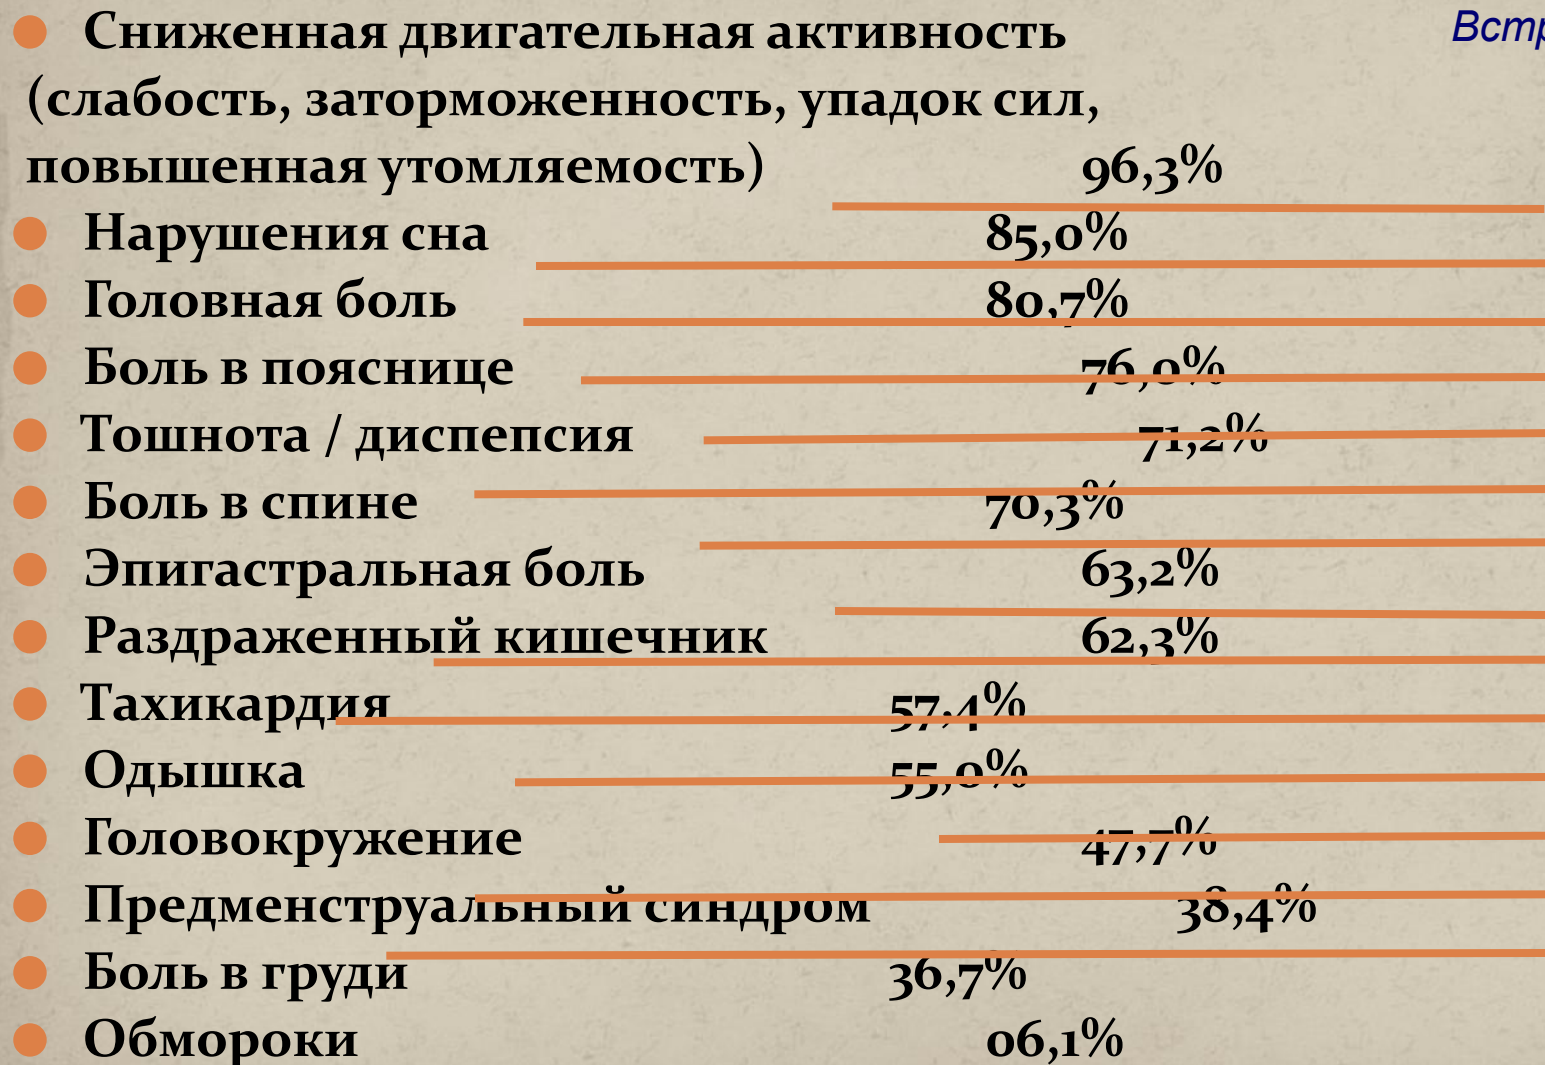 Сниженная двигательная активность
(слабость, заторможенность, упадок сил,
повышенная утомляемость) 96,3%
Нарушения сна 85,0%
Головная боль 80,7%
Боль в пояснице 76,0%
Тошнота / диспепсия 71,2%
Боль в спине 70,3%
Эпигастральная боль 63,2%
Раздраженный кишечник 62,3%
Тахикардия 57,4%
Одышка 55,0%
Головокружение 47,7%
Предменструальный синдром 38,4%
Боль в груди 36,7%
Обмороки 06,1%